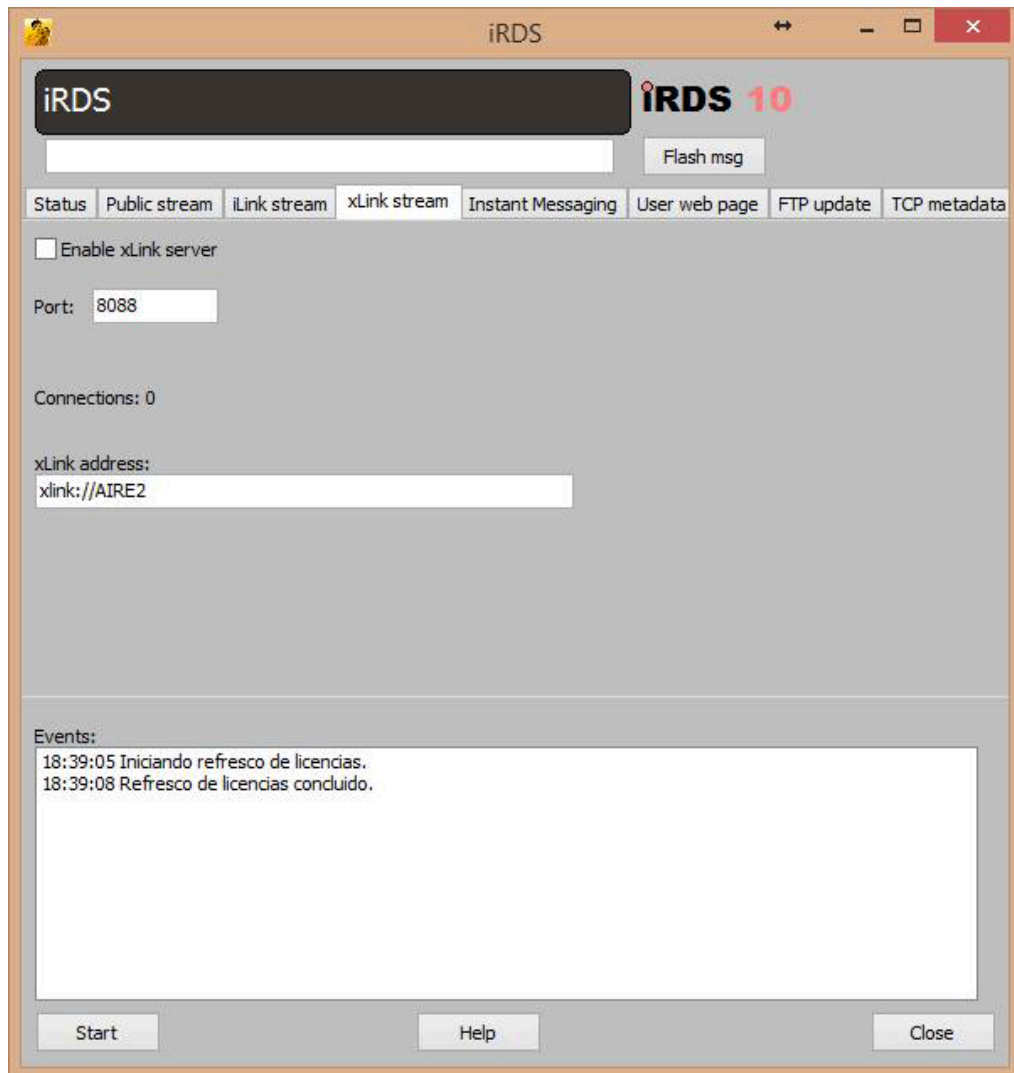 iRDS
iRDS
iRDS 10
Flash msg
Status Public stream iLink stream xLink stream Instant Messaging User web page FTP update TCP metadata
Enable xLink server
Port: 8088
Connections: 0
xLink address:
xlink://AIRE2
Events:
18:39:05 Iniciando refresco de licencias.
18:39:08 Refresco de licencias concluido.
Start Help Close